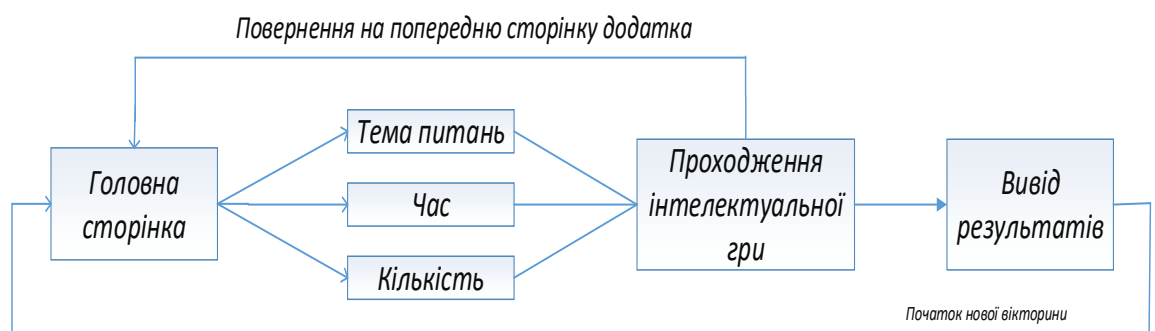 Повернення на попередню сторінку додатка
Головна
сторінка
Тема питань
Час
Кількість
Проходження
інтелектуальної
гри
Вивід
результатів
Початок нової вікторини